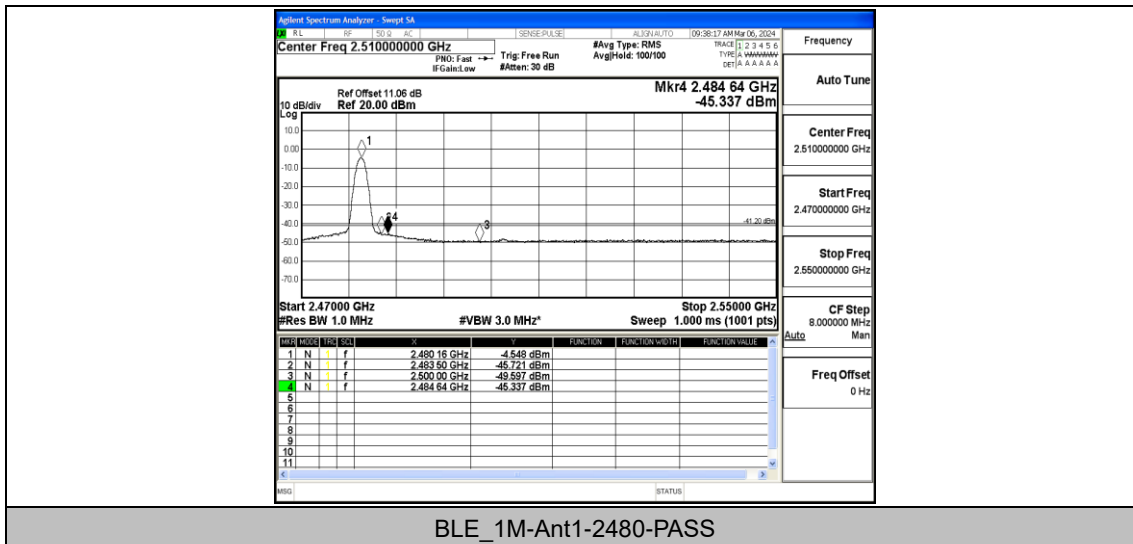 Agilent Spectrum Analyzer - Swept SA
RL RF 50 Ω AC SENSE:PULSE ALIGN AUTO 09:38:17 AM Mar 06, 2024
Center Freq 2.510000000 GHz
PNO: Fast
IFGain:Low
Trig: Free Run
#Atten: 30 dB
#Avg Type: RMS
Avg|Hold: 100/100
TRACE 1 2 3 4 5 6
TYPE A WWWWW
DET A A A A A A
Frequency
Mkr4 2.484 64 GHz
-45.337 dBm
Ref Offset 11.06 dB
10 dB/div Ref 20.00 dBm
Log
10.0
0.00
-10.0
-20.0
-30.0
-40.0
-50.0
-60.0
-70.0
1
4
3
-41.20 dBm
Start 2.47000 GHz Stop 2.55000 GHz
#Res BW 1.0 MHz #VBW 3.0 MHz* Sweep 1.000 ms (1001 pts)
MKR MODE TRC SCL X Y FUNCTION FUNCTION WIDTH FUNCTION VALUE
1 N 1 f 2.480 16 GHz -4.548 dBm
2 N 1 f 2.483 50 GHz -45.721 dBm
3 N 1 f 2.500 00 GHz -49.597 dBm
4 N 1 f 2.484 64 GHz -45.337 dBm
5
6
7
8
9
10
11
MSG STATUS
Auto Tune
Center Freq
2.510000000 GHz
Start Freq
2.470000000 GHz
Stop Freq
2.550000000 GHz
CF Step
8.000000 MHz
Auto Man
Freq Offset
0 Hz
BLE_1M-Ant1-2480-PASS